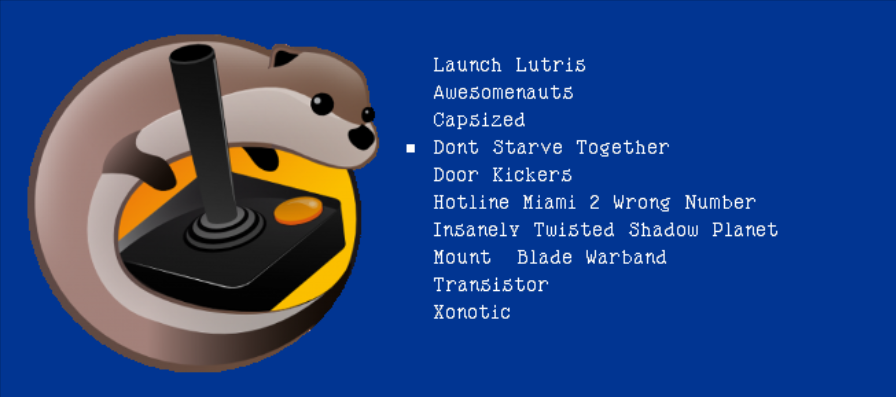 Launch Lutris
Awesomenauts
Capsized
Dont Starve Together
Door Kickers
Hotline Miami 2 Wrong Number
Insanely Twisted Shadow Planet
Mount  Blade Warband
Transistor
Xonotic